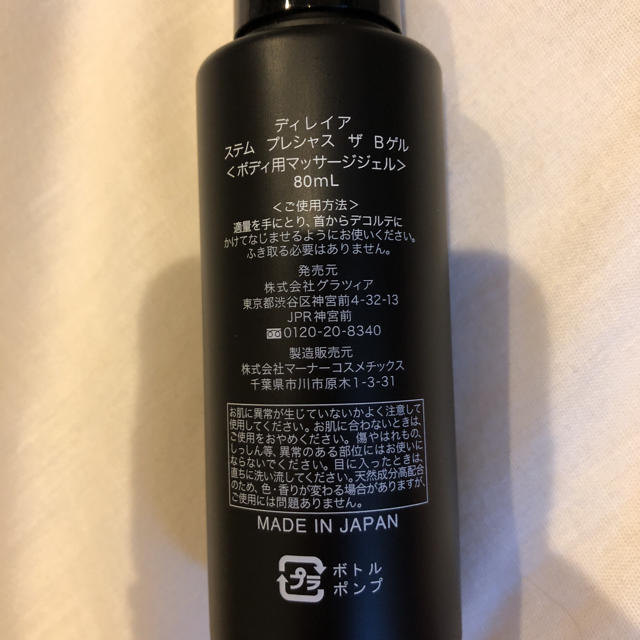 ディレイア
ステム プレシャス ザ Bゲル
<ボディ用マッサージジェル>
80mL
<ご使用方法>
適量を手にとり、首からデコルテに
かけてなじませるようにお使いください。
ふき取る必要はありません。
発売元
株式会社グラツィア
東京都渋谷区神宮前4-32-13
JPR神宮前
0120-20-8340
製造販売元
株式会社マーナーコスメチックス
千葉県市川市原木1-3-31
お肌に異常が生じていないかよく注意して
使用してください。お肌に合わないときは、
ご使用をおやめください。傷やはれもの、
しっしん等、異常のある部位にはお使いに
ならないでください。目に入ったときは、
直ちに洗い流してください。天然成分高配合
のため、色・香りが変わる場合がありますが、
ご使用には問題ありません。
MADE IN JAPAN
プラ
ボトル
ポンプ